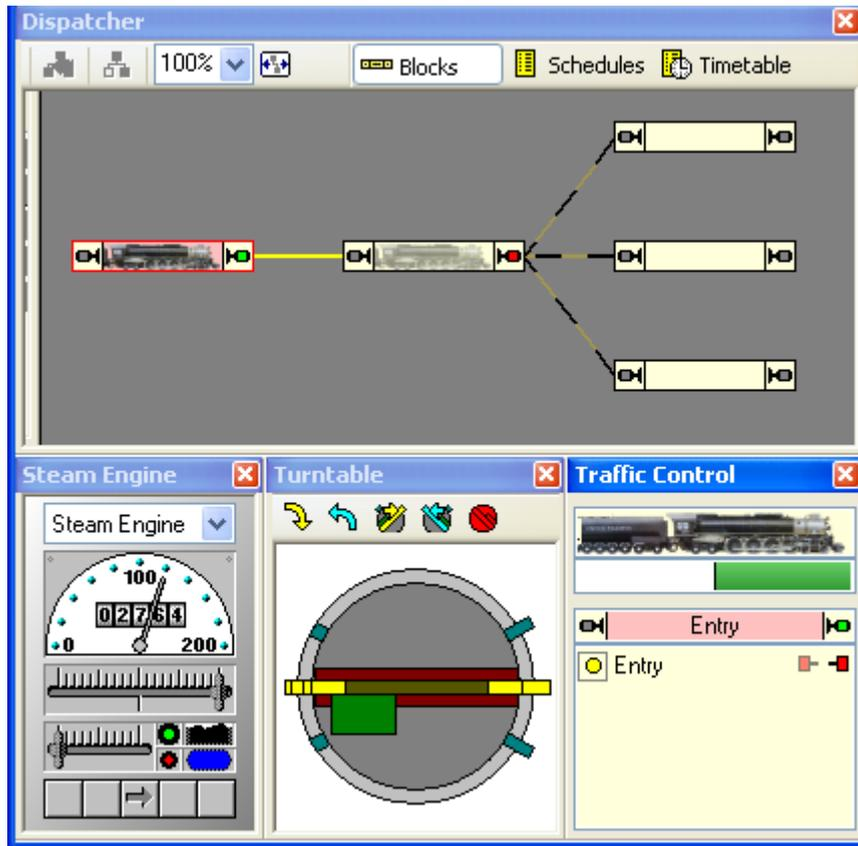 Dispatcher
100%
Blocks
Schedules
Timetable
Steam Engine
Turntable
Traffic Control
Steam Engine
100
02764
0
200
Entry
Entry